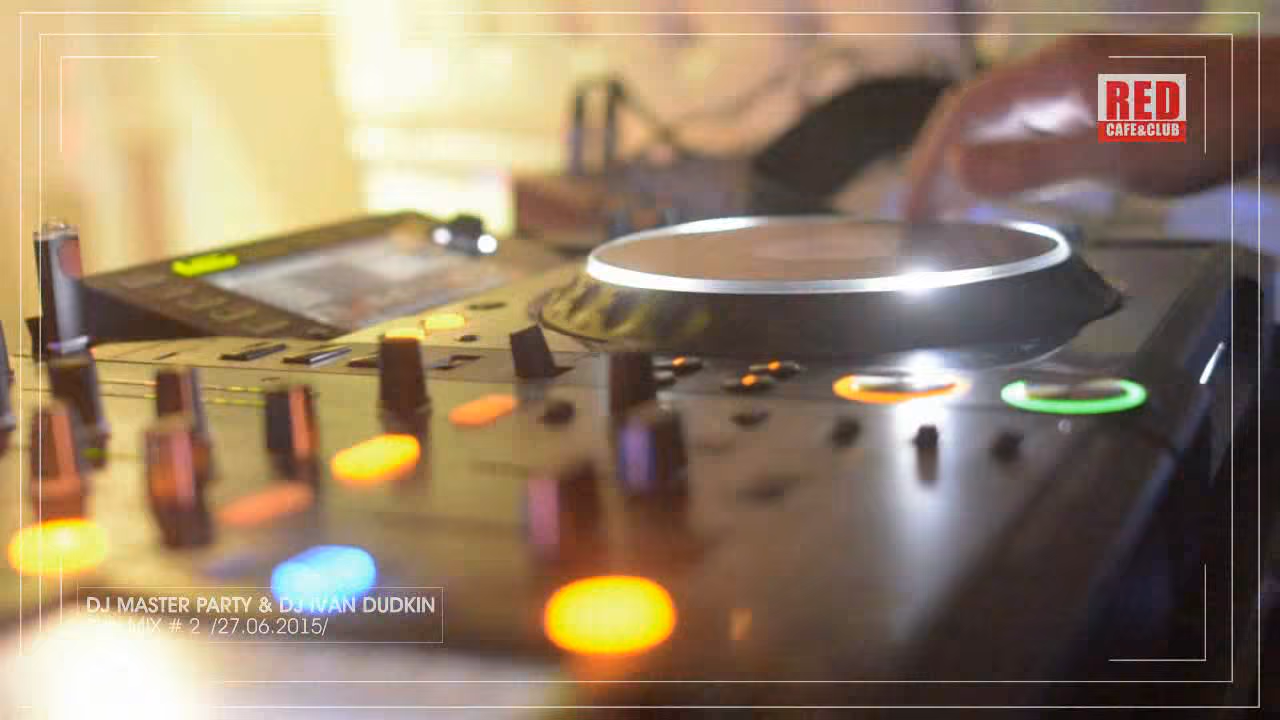 RED
CAFE&CLUB
DJ MASTER PARTY & DJ IVAN DUDKIN
MIX # 2 /27.06.2015/